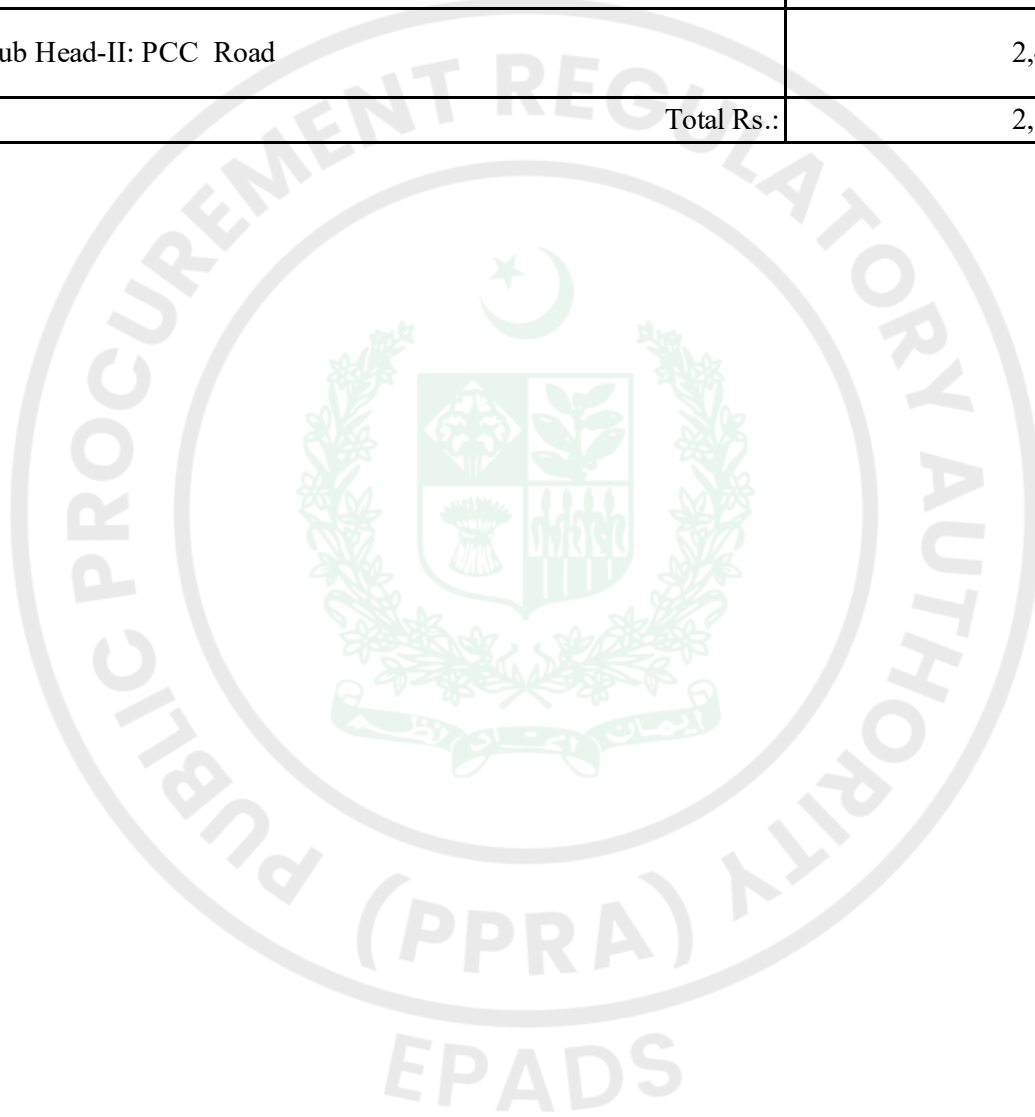 ub Head-II: PCC Road 2,
Total Rs.: 2,
PUBLIC PROCUREMENT REGULATORY AUTHORITY
(PPRA)
EPADS